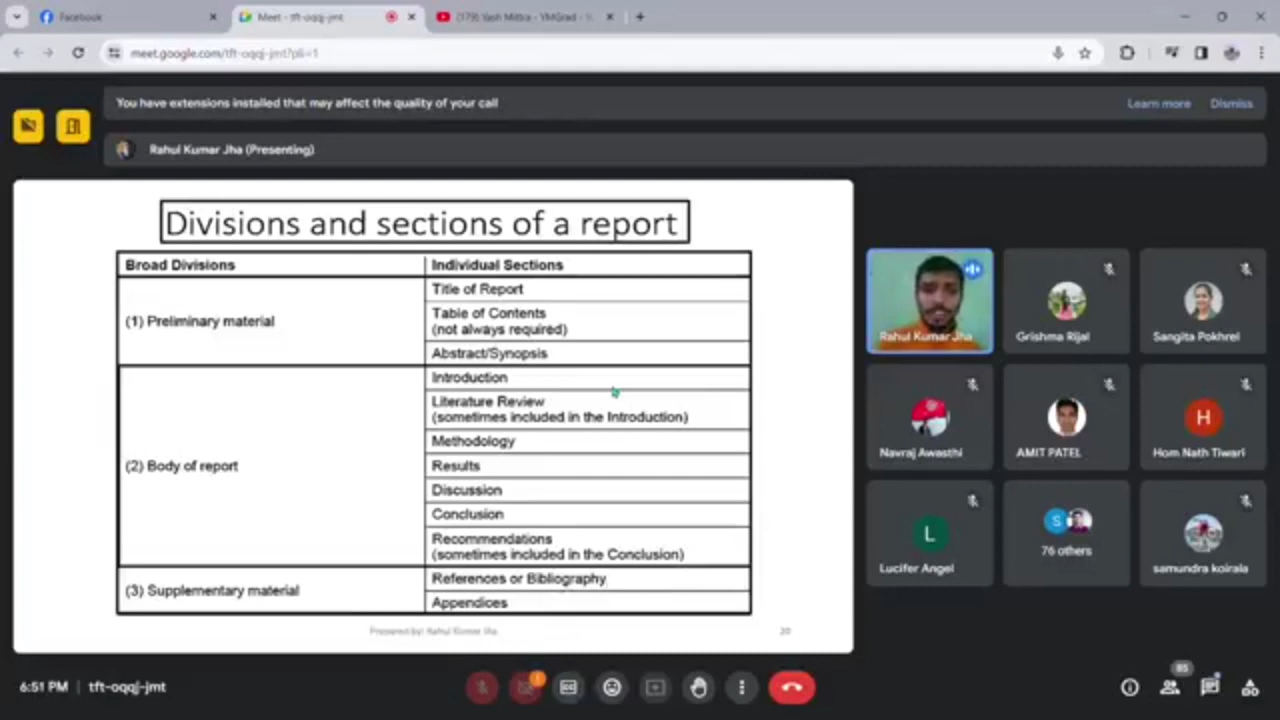 Facebook
Meet - tft-oqqj-jmt
(179) Yash Mittra - YMGrad -
meet.google.com/tft-oqqj-jmt?pli=1
You have extensions installed that may affect the quality of your call
Learn more
Dismiss
Rahul Kumar Jha (Presenting)
Divisions and sections of a report
Broad Divisions
Individual Sections
(1) Preliminary material
Title of Report
Table of Contents
(not always required)
Abstract/Synopsis
(2) Body of report
Introduction
Literature Review
(sometimes included in the Introduction)
Methodology
Results
Discussion
Conclusion
Recommendations
(sometimes included in the Conclusion)
(3) Supplementary material
References or Bibliography
Appendices
Prepared by: Rahul Kumar Jha
20
Rahul Kumar Jha
Grishma Rijal
Sangita Pokhrel
Navraj Awasthi
AMIT PATEL
H
Hom Nath Tiwari
L
Lucifer Angel
S
76 others
samundra koirala
6:51 PM
tft-oqqj-jmt
85